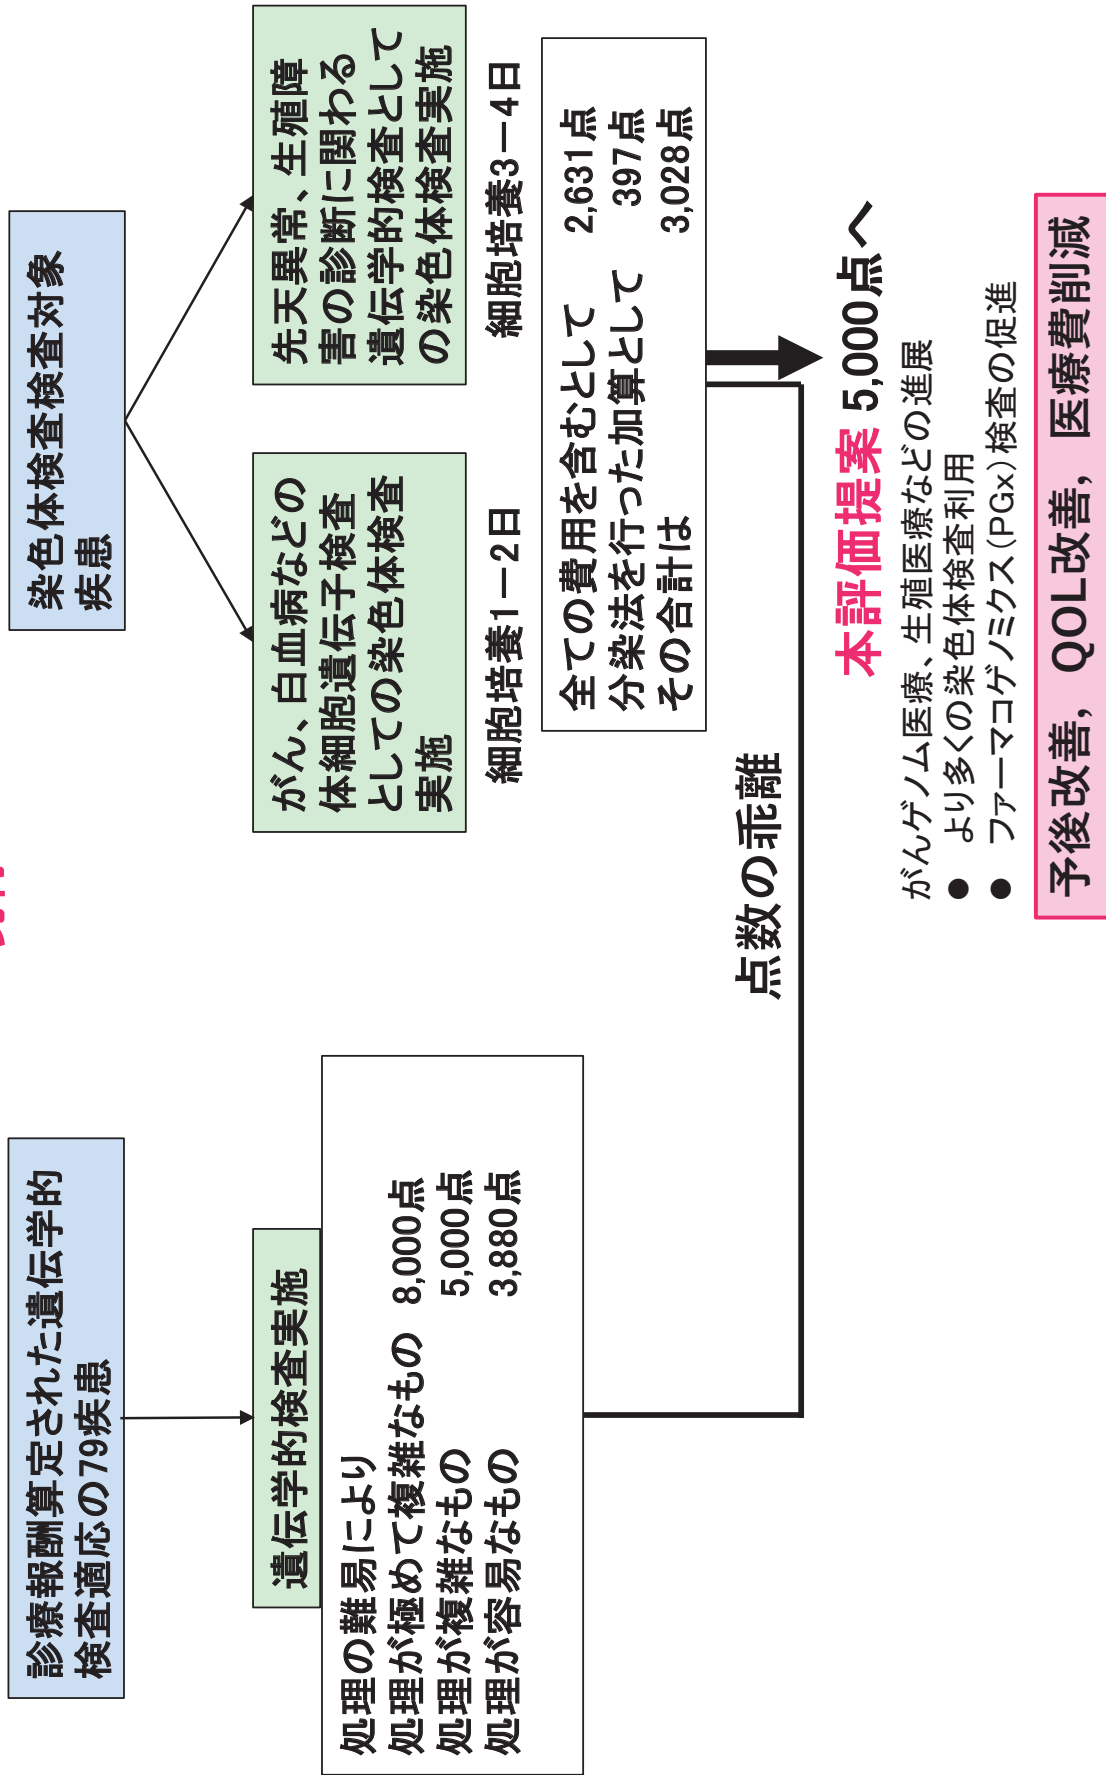 診療報酬算定された遺伝学的
検査適応の79疾患
遺伝学的検査実施
処理の難易により
処理が極めて複雑なもの 8,000点
処理が複雑なもの 5,000点
処理が容易なもの 3,880点
染色体検査検査対象
疾患
がん、白血病などの
体細胞遺伝子検査
としての染色体検査
実施
細胞培養1－2日
先天異常、生殖障
害の診断に関わる
遺伝学的検査として
の染色体検査実施
細胞培養3－4日
全ての費用を含むとして 2,631点
分染法を行った加算として 397点
その合計は 3,028点
点数の乖離
本評価提案 5,000点へ
がんゲノム医療、生殖医療などの進展
● より多くの染色体検査利用
● ファーマコゲノミクス(PGx)検査の促進
予後改善, QOL改善, 医療費削減